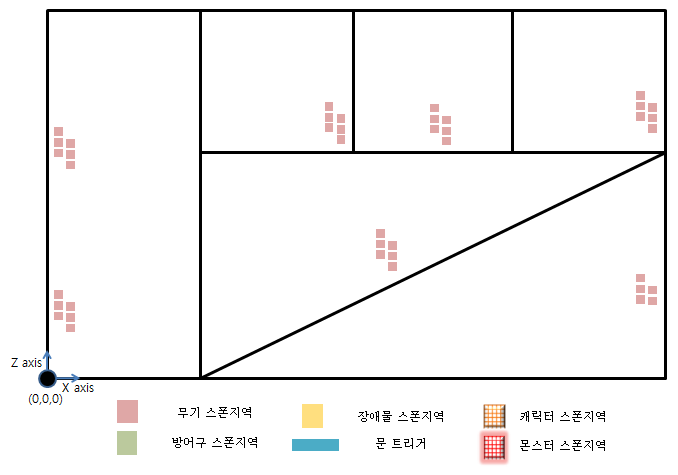 Z axis
X axis
(0,0,0)
무기 스폰지역
장애물 스폰지역
캐릭터 스폰지역
방어구 스폰지역
문 트리거
몬스터 스폰지역